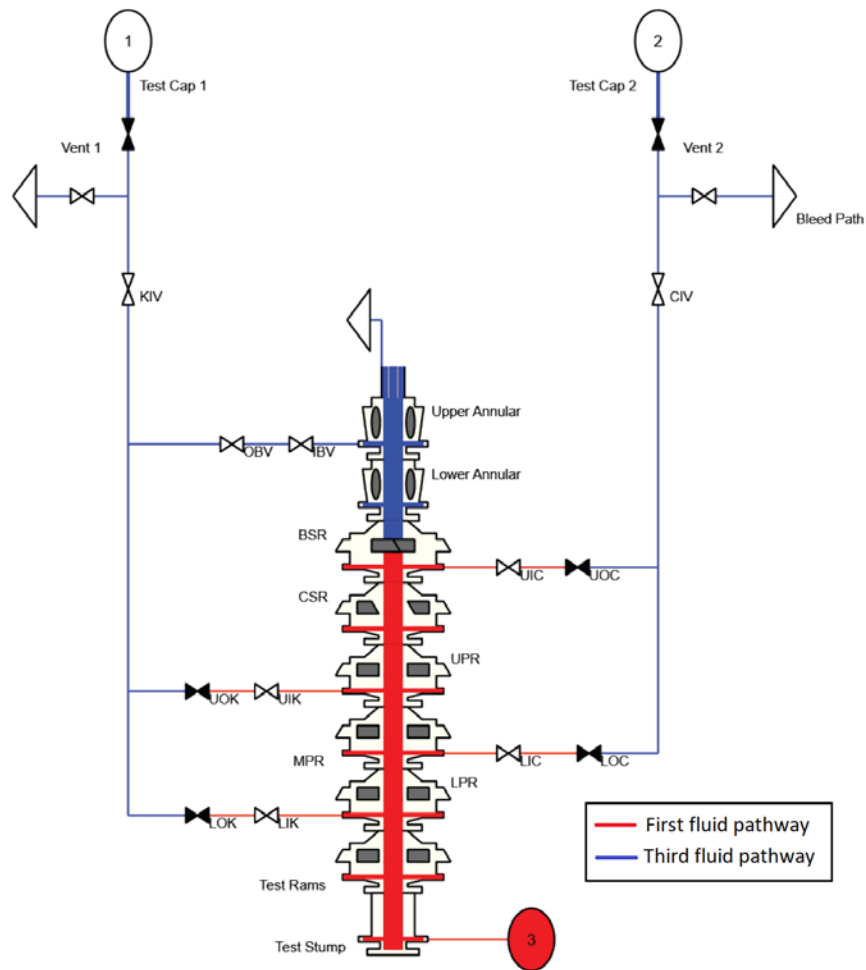 1
2
Test Cap 1
Test Cap 2
Vent 1
Vent 2
Bleed Path
KIV
CIV
Upper Annular
OBV
IBV
Lower Annular
BSR
UIC
UOC
CSR
UPR
UOK
UIK
MPR
LIC
LOC
LPR
LOK
LIK
First fluid pathway
Third fluid pathway
Test Rams
3
Test Stump